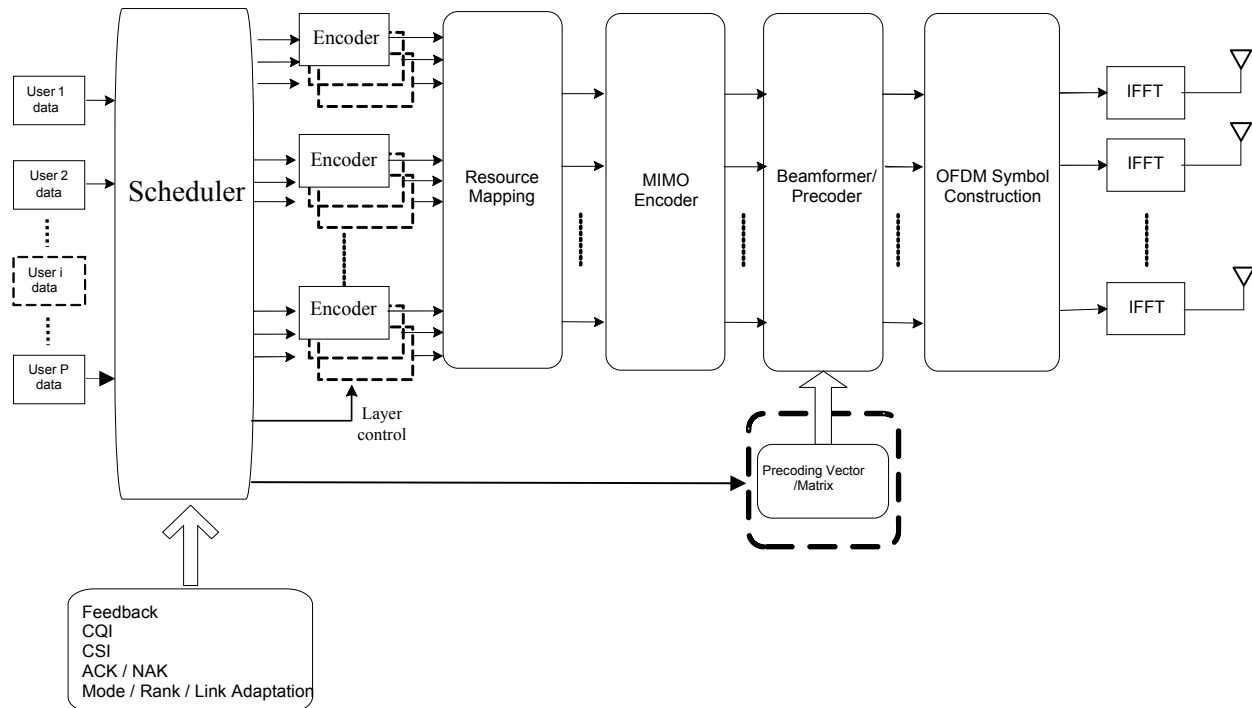 Encoder
IFFT
User 1
data
Encoder
User 2
data
Scheduler
Resource
Mapping
MIMO
Encoder
Beamformer/
Precoder
OFDM Symbol
Construction
IFFT
User i
data
Encoder
IFFT
User P
data
Layer
control
Precoding Vector
/Matrix
Feedback
CQI
CSI
ACK / NAK
Mode / Rank / Link Adaptation